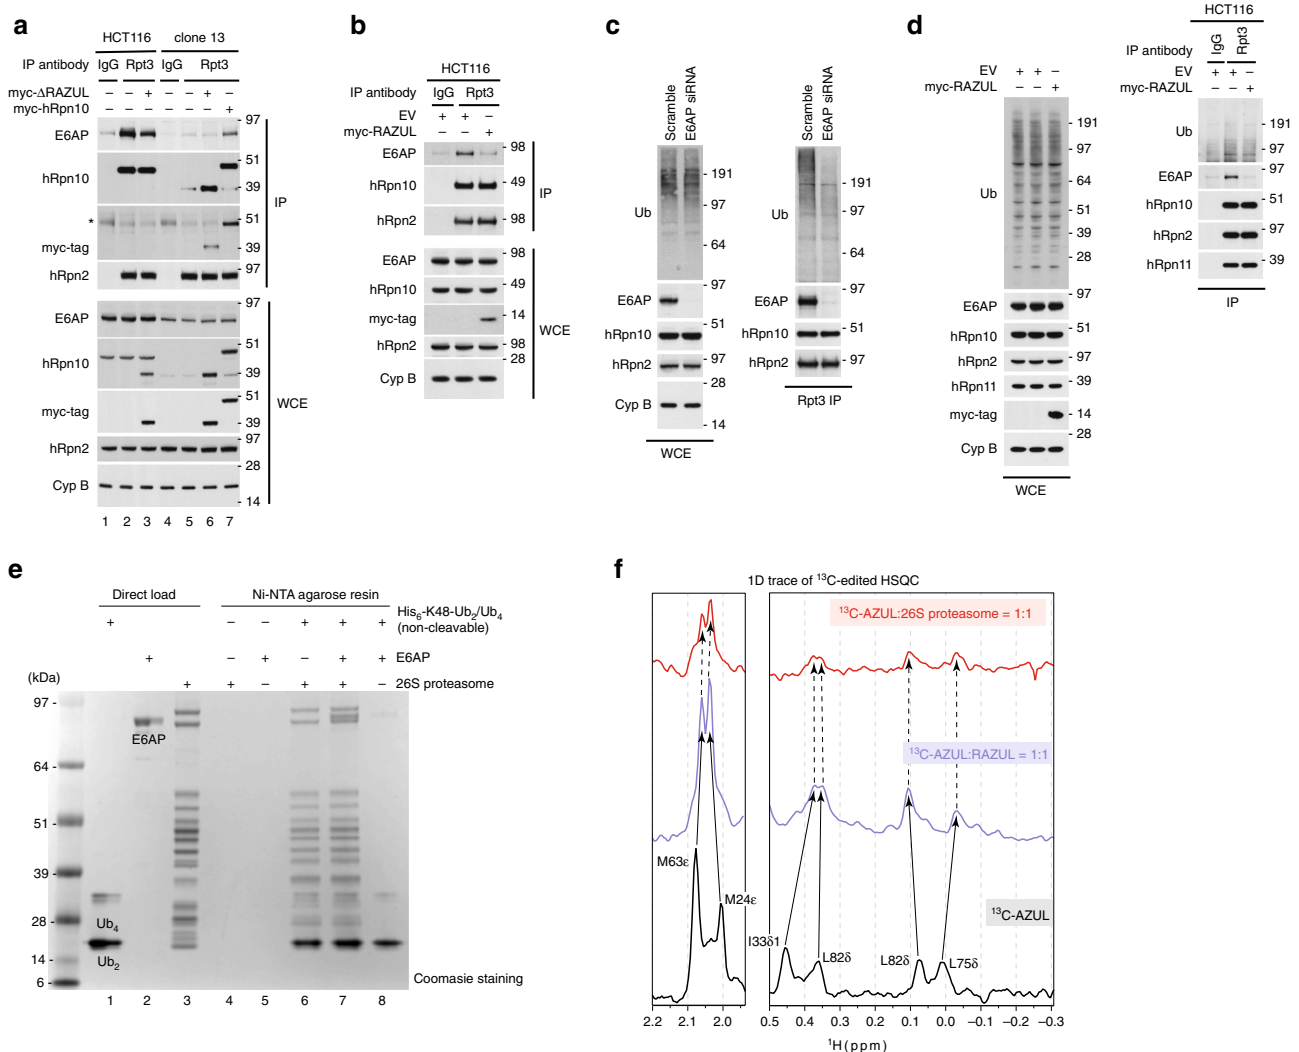 a
HCT116 clone 13
IP antibody IgG Rpt3 IgG Rpt3
myc-ΔRAZUL – – + – – + –
myc-hRpn10 – – – – – – +
E6AP
97
hRpn10
51
39
*
myc-tag
51
39
hRpn2
97
IP
E6AP
97
hRpn10
51
39
myc-tag
51
39
hRpn2
97
Cyp B
28
14
WCE
1 2 3 4 5 6 7
b
HCT116
IP antibody IgG Rpt3
EV + + –
myc-RAZUL – – +
E6AP 98
hRpn10 49
hRpn2 98
IP
E6AP 98
hRpn10 49
myc-tag 14
hRpn2 98
28
Cyp B
WCE
c
Scramble
E6AP siRNA
Ub
191
97
64
E6AP
97
hRpn10
51
hRpn2
97
Cyp B
28
14
WCE
Scramble
E6AP siRNA
Ub
191
97
64
E6AP
97
hRpn10 51
hRpn2 97
Rpt3 IP
d
EV + + –
myc-RAZUL – – +
Ub
191
97
64
51
39
28
E6AP
97
hRpn10
51
hRpn2
97
hRpn11
39
myc-tag 14
28
Cyp B
WCE
HCT116
IP antibody IgG Rpt3
EV + + –
myc-RAZUL – – +
Ub
191
97
E6AP
97
hRpn10
51
hRpn2
97
hRpn11
39
IP
e
Direct load Ni-NTA agarose resin
+ – – + + + His₆-K48-Ub₂/Ub₄
(non-cleavable)
+ – + – + + E6AP
+ + – + + – 26S proteasome
(kDa)
97
64
51
39
28
14
6
E6AP
Ub₄
Ub₂
Coomasie staining
1 2 3 4 5 6 7 8
f
1D trace of ¹³C-edited HSQC
¹³C-AZUL:26S proteasome = 1:1
¹³C-AZUL:RAZUL = 1:1
¹³C-AZUL
M63ε
M24ε
I33δ1
L82δ
L82δ
L75δ
2.2 2.1 2.0 0.5 0.4 0.3 0.2 0.1 0.0 –0.1 –0.2 –0.3
¹H (ppm)